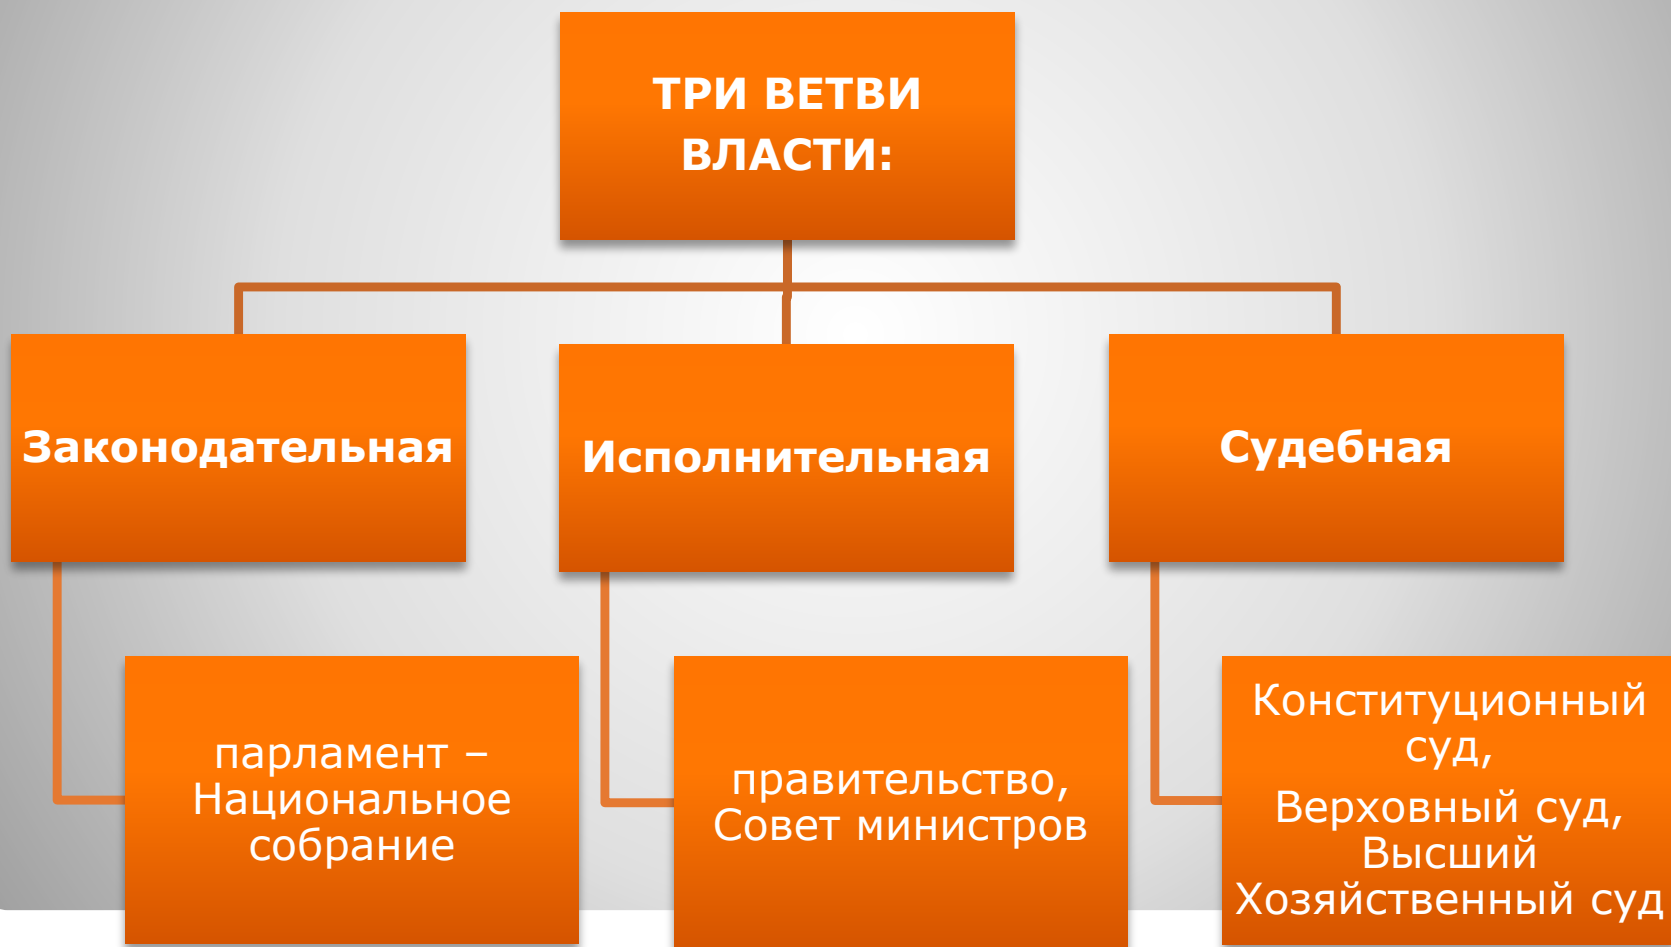 ТРИ ВЕТВИ
ВЛАСТИ:
Законодательная
Исполнительная
Судебная
парламент –
Национальное
собрание
правительство,
Совет министров
Конституционный
суд,
Верховный суд,
Высший
Хозяйственный суд